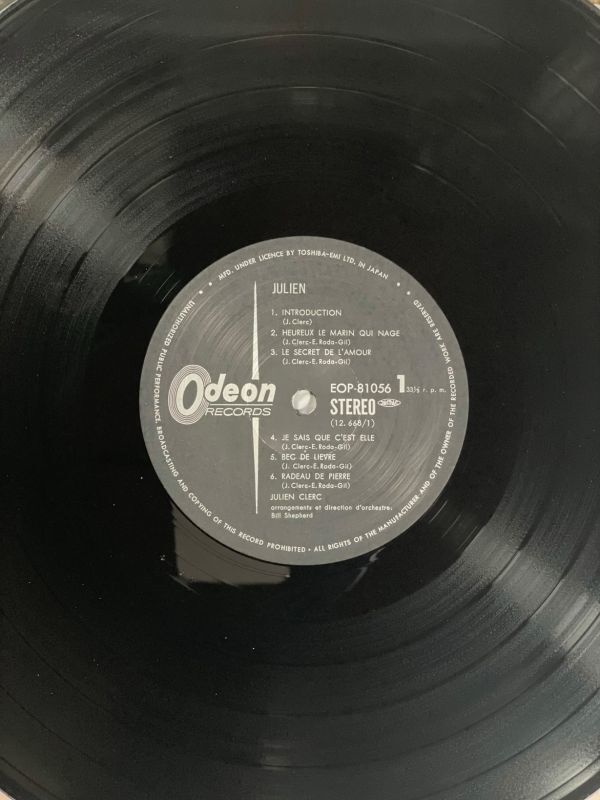 MFD. UNDER LICENCE BY TOSHIBA-EMI LTD. IN JAPAN
JULIEN
1. INTRODUCTION
(J. Clerc)
2. HEUREUX LE MARIN QUI NAGE
(J. Clerc-E. Roda-Gil)
3. LE SECRET DE L'AMOUR
(J. Clerc-E. Roda-Gil)
Odeon
RECORDS
EOP-81056 1 33⅓ r. p. m.
STEREO
(12. 668/1)
4. JE SAIS QUE C'EST ELLE
(J. Clerc-E. Roda-Gil)
5. BEC DE LIEVRE
(J. Clerc-E. Roda-Gil)
6. RADEAU DE PIERRE
(J. Clerc-E. Roda-Gil)
JULIEN CLERC
arrangements et direction d'orchestre:
Bill Shepherd
UNAUTHORIZED PUBLIC PERFORMANCE, BROADCASTING AND COPYING OF THIS RECORD PROHIBITED • ALL RIGHTS OF THE MANUFACTURER AND OF THE OWNER OF THE RECORDED WORK ARE RESERVED